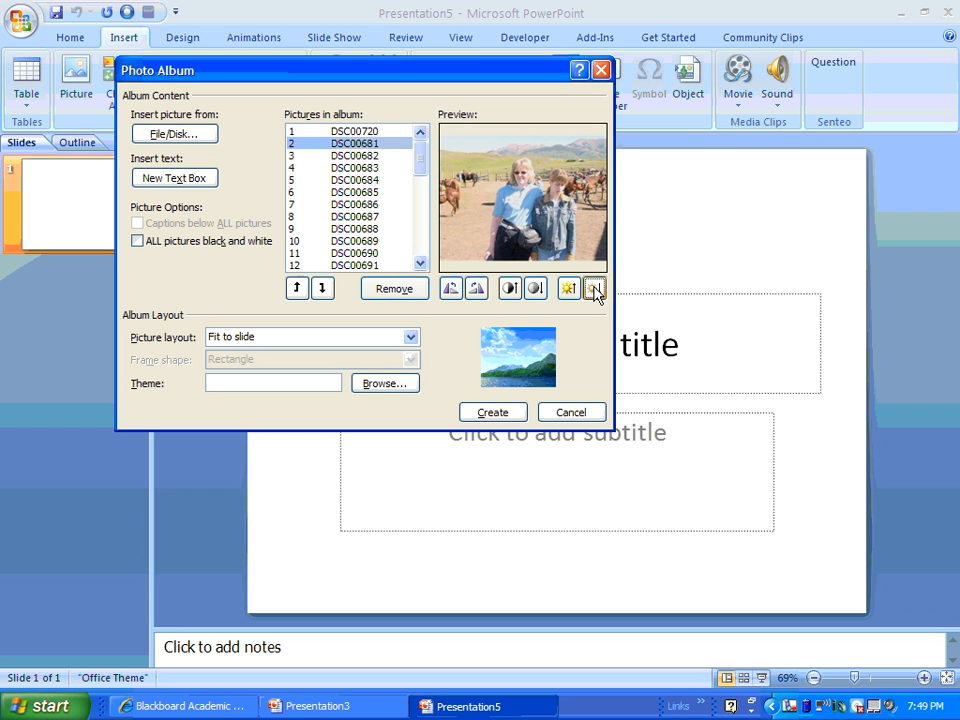 Presentation5 - Microsoft PowerPoint
Home Insert Design Animations Slide Show Review View Developer Add-Ins Get Started Community Clips
Table Picture Symbol Object Movie Sound Question
Tables Media Clips Senteo
Photo Album
Album Content
Insert picture from:
File/Disk...
Insert text:
New Text Box
Picture Options:
Captions below ALL pictures
ALL pictures black and white
Pictures in album:
1 DSC00720
2 DSC00681
3 DSC00682
4 DSC00683
5 DSC00684
6 DSC00685
7 DSC00686
8 DSC00687
9 DSC00688
10 DSC00689
11 DSC00690
12 DSC00691
Remove
Preview:
Album Layout
Picture layout: Fit to slide
Frame shape: Rectangle
Theme: Browse...
Create Cancel
Slides Outline
1
title
Click to add subtitle
Click to add notes
Slide 1 of 1 "Office Theme" 69%
start Blackboard Academic ... Presentation3 Presentation5 Links » 7:49 PM